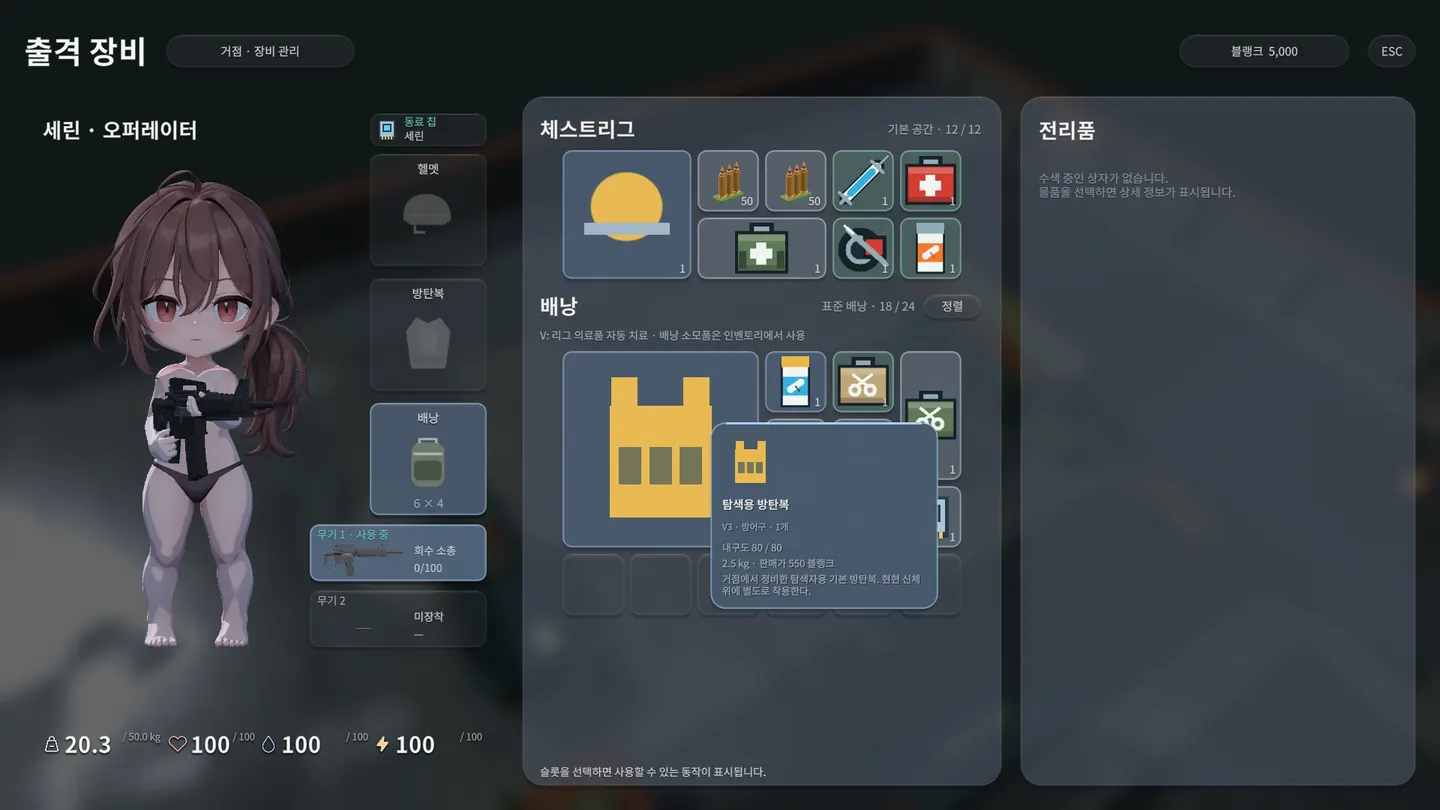 출격 장비
거점 · 장비 관리
블랭크 5,000
ESC
세린 · 오퍼레이터
동료 칩
세린
헬멧
방탄복
배낭
6 × 4
무기 1 · 사용 중
회수 소총
0/100
무기 2
미장착
—
20.3 / 50.0 kg
100 / 100
100 / 100
100 / 100
체스트리그
기본 공간 · 12 / 12
1
50
50
1
1
1
1
1
배낭
표준 배낭 · 18 / 24
정렬
V: 리그 의료품 자동 치료 · 배낭 소모품은 인벤토리에서 사용
1
1
1
1
탐색용 방탄복
V3 · 방어구 · 1개
내구도 80 / 80
2.5 kg · 판매가 550 블랭크
거점에서 정비한 탐색자용 기본 방탄복. 현현 신체
위에 별도로 착용한다.
슬롯을 선택하면 사용할 수 있는 동작이 표시됩니다.
전리품
수색 중인 상자가 없습니다.
물품을 선택하면 상세 정보가 표시됩니다.